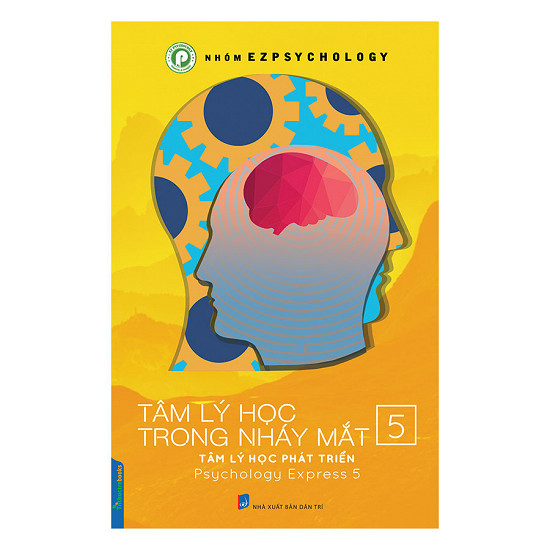 NHÓM EZPSYCHOLOGY
TÂM LÝ HỌC
TRONG NHÁY MẮT 5
TÂM LÝ HỌC PHÁT TRIỂN
Psychology Express 5
NHÀ XUẤT BẢN DÂN TRÍ